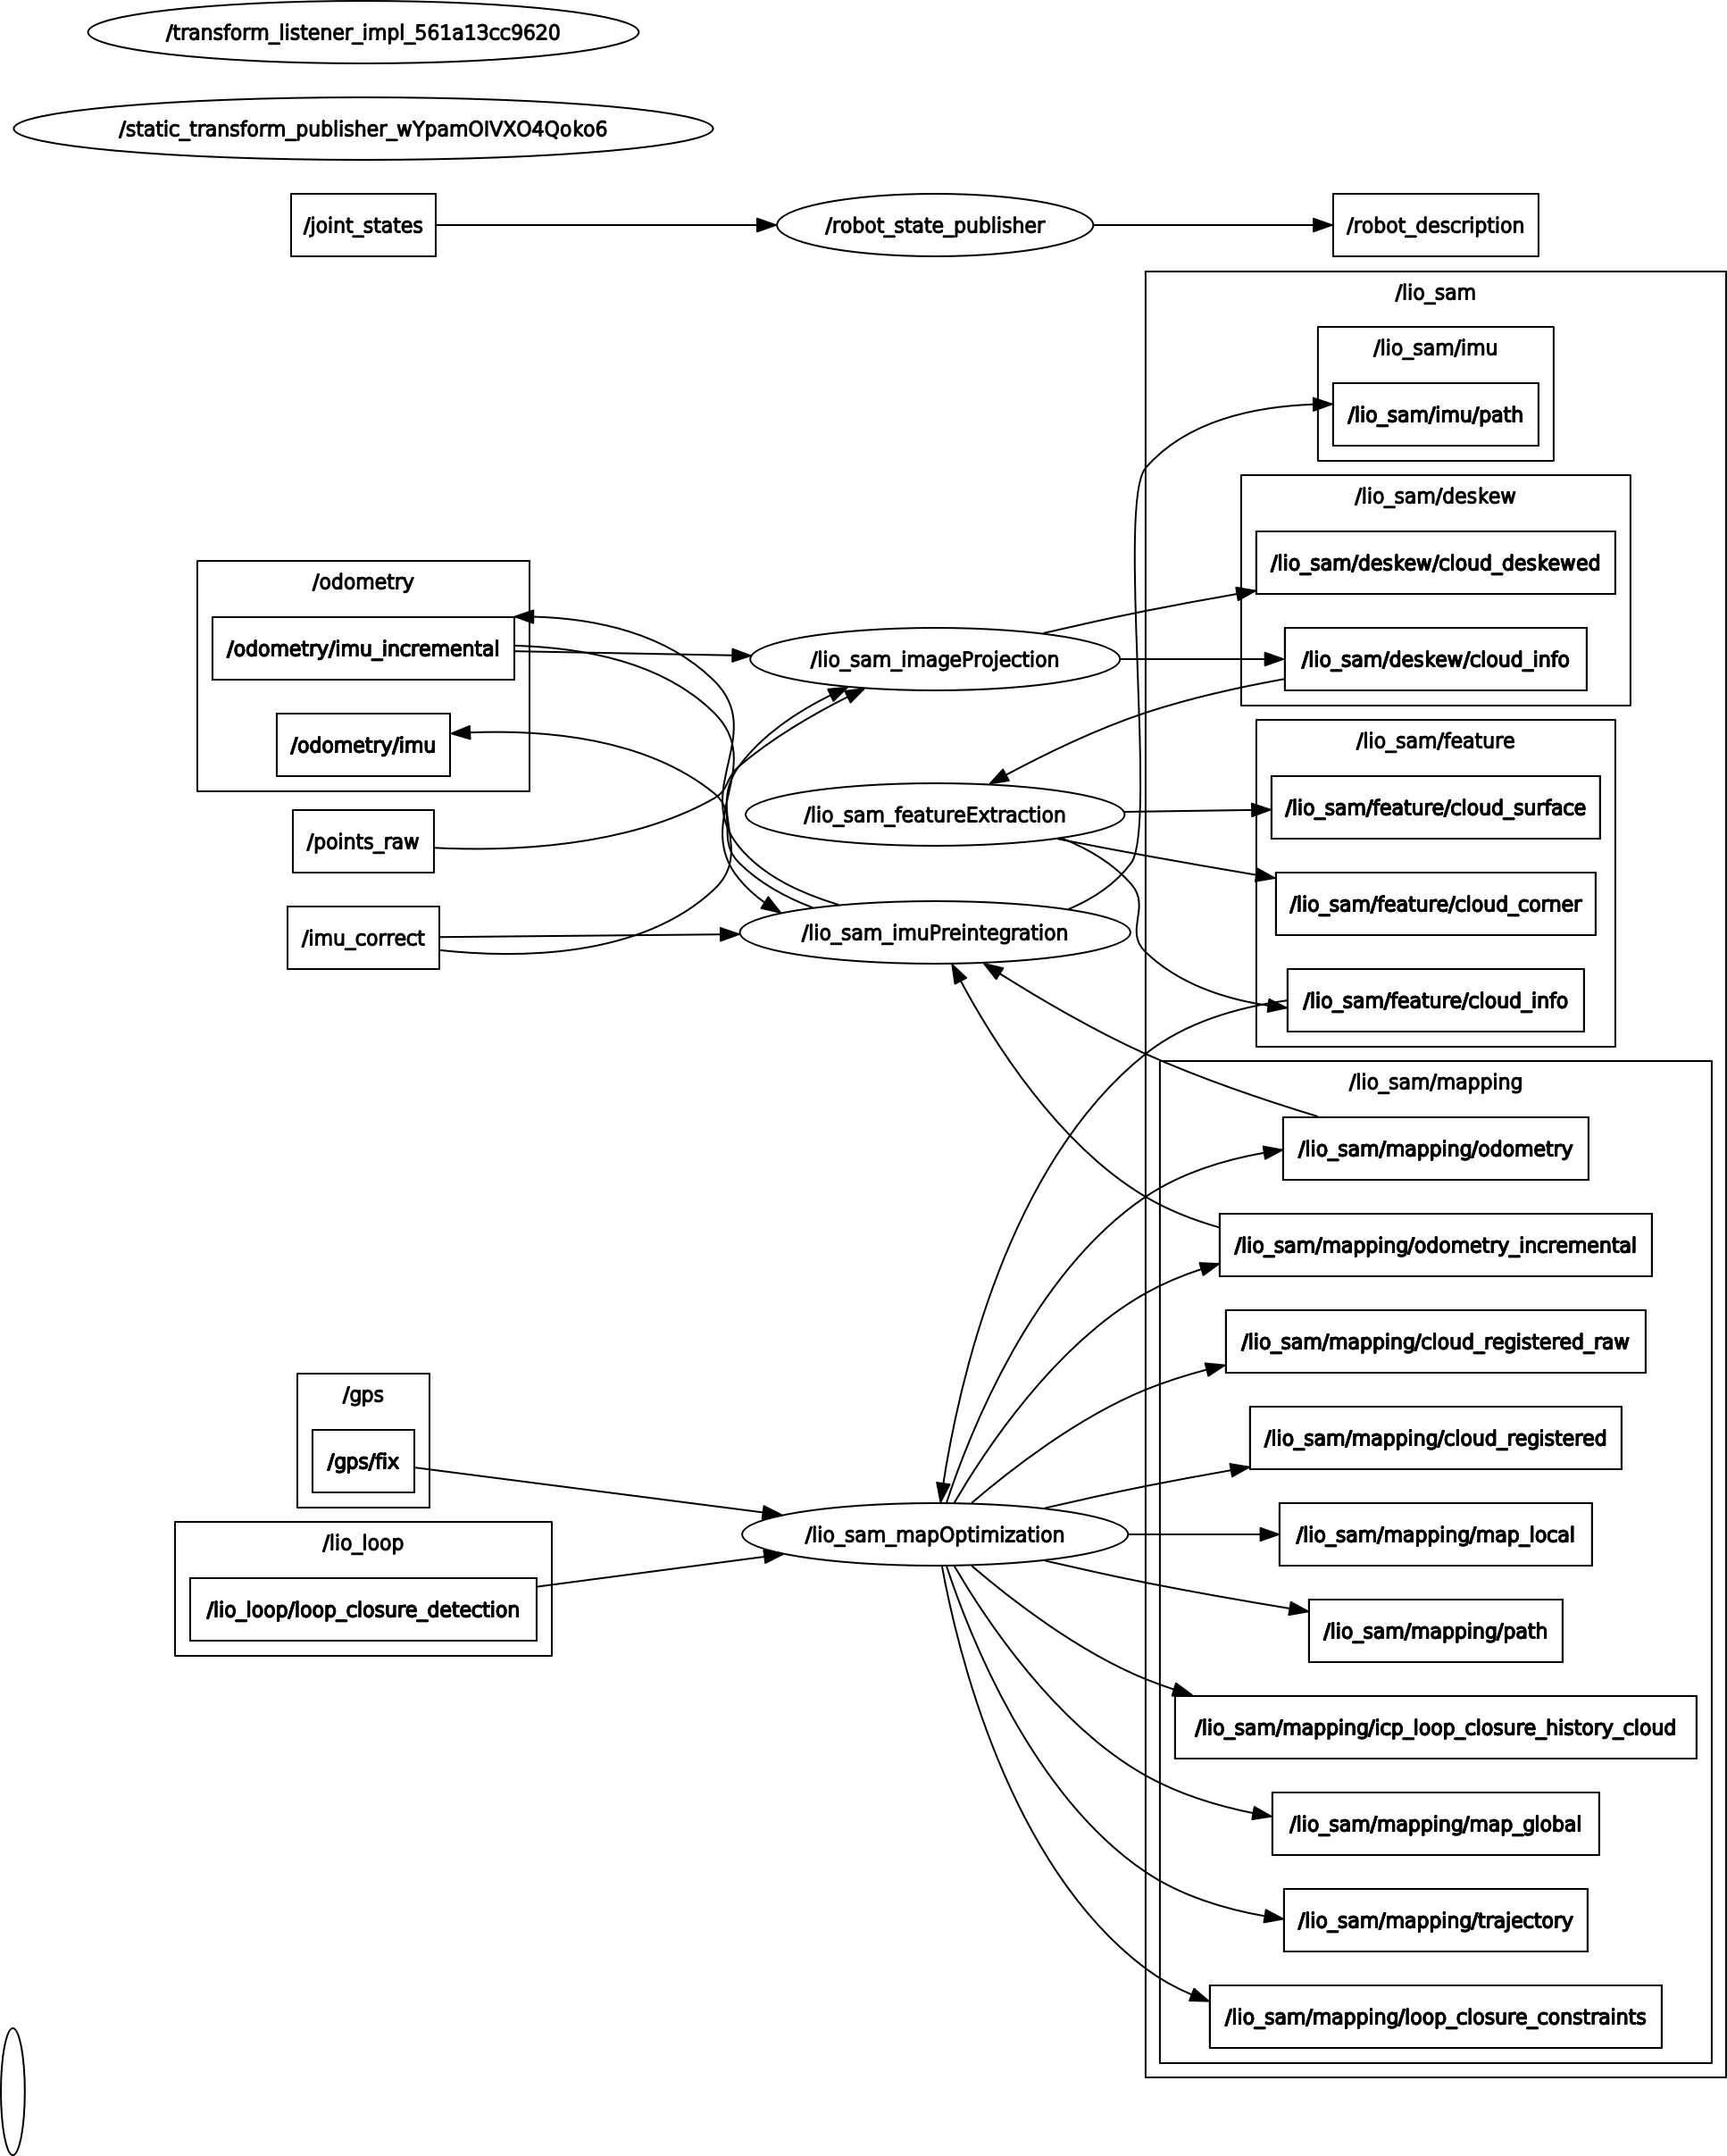 /transform_listener_impl_561a13cc9620
/static_transform_publisher_wYpamOIVXO4Qoko6
/joint_states
/robot_state_publisher
/robot_description
/lio_sam
/lio_sam/imu
/lio_sam/imu/path
/lio_sam/deskew
/lio_sam/deskew/cloud_deskewed
/odometry
/odometry/imu_incremental
/lio_sam_imageProjection
/lio_sam/deskew/cloud_info
/odometry/imu
/lio_sam/feature
/lio_sam_featureExtraction
/lio_sam/feature/cloud_surface
/points_raw
/lio_sam/feature/cloud_corner
/imu_correct
/lio_sam_imuPreintegration
/lio_sam/feature/cloud_info
/lio_sam/mapping
/lio_sam/mapping/odometry
/lio_sam/mapping/odometry_incremental
/lio_sam/mapping/cloud_registered_raw
/gps
/gps/fix
/lio_sam/mapping/cloud_registered
/lio_loop
/lio_sam_mapOptimization
/lio_sam/mapping/map_local
/lio_loop/loop_closure_detection
/lio_sam/mapping/path
/lio_sam/mapping/icp_loop_closure_history_cloud
/lio_sam/mapping/map_global
/lio_sam/mapping/trajectory
/lio_sam/mapping/loop_closure_constraints